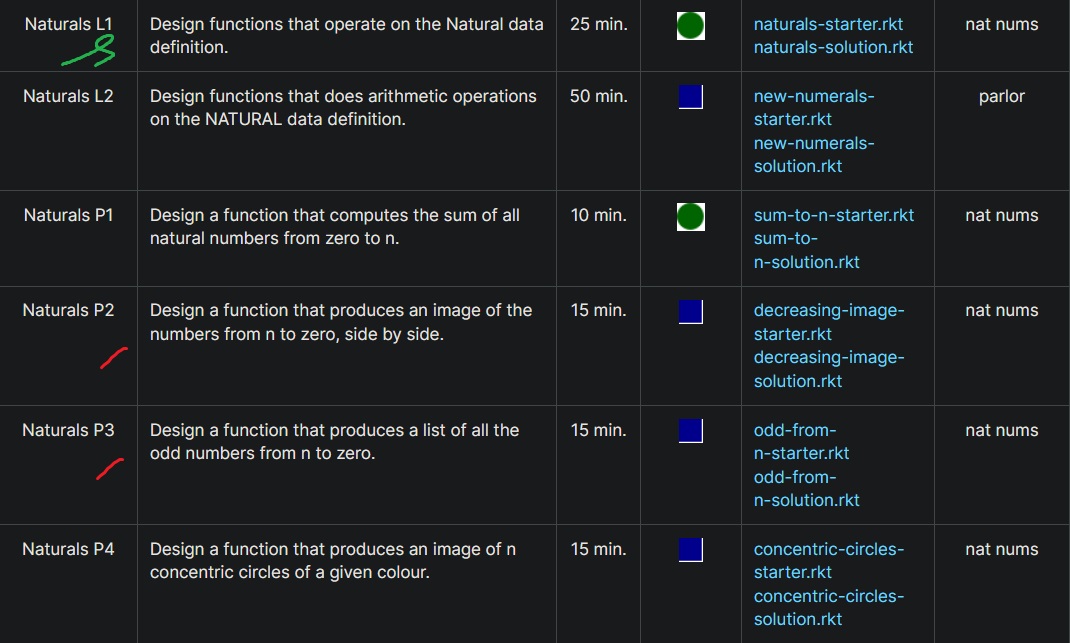 Naturals L1
Design functions that operate on the Natural data
definition.
25 min.
naturals-starter.rkt
naturals-solution.rkt
nat nums
Naturals L2
Design functions that does arithmetic operations
on the NATURAL data definition.
50 min.
new-numerals-
starter.rkt
new-numerals-
solution.rkt
parlor
Naturals P1
Design a function that computes the sum of all
natural numbers from zero to n.
10 min.
sum-to-n-starter.rkt
sum-to-
n-solution.rkt
nat nums
Naturals P2
Design a function that produces an image of the
numbers from n to zero, side by side.
15 min.
decreasing-image-
starter.rkt
decreasing-image-
solution.rkt
nat nums
Naturals P3
Design a function that produces a list of all the
odd numbers from n to zero.
15 min.
odd-from-
n-starter.rkt
odd-from-
n-solution.rkt
nat nums
Naturals P4
Design a function that produces an image of n
concentric circles of a given colour.
15 min.
concentric-circles-
starter.rkt
concentric-circles-
solution.rkt
nat nums